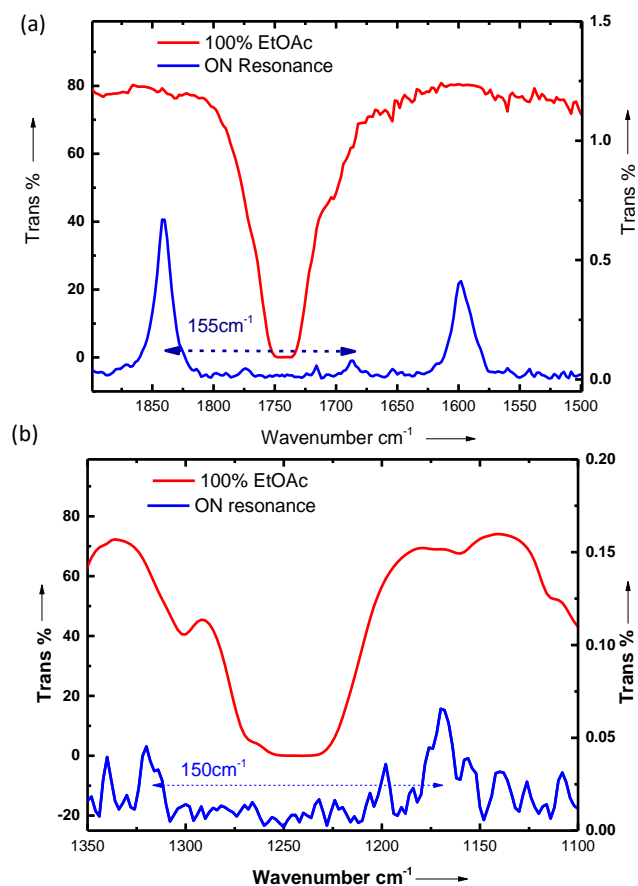 (a)
100% EtOAc
ON Resonance
Trans %
80
60
40
20
0
155cm-1
1.5
1.0
0.5
0.0
Trans %
1850 1800 1750 1700 1650 1600 1550 1500
Wavenumber cm-1
(b)
100% EtOAc
ON resonance
Trans %
80
60
40
20
0
-20
150cm-1
0.20
0.15
0.10
0.05
0.00
Trans %
1350 1300 1250 1200 1150 1100
Wavenumber cm-1